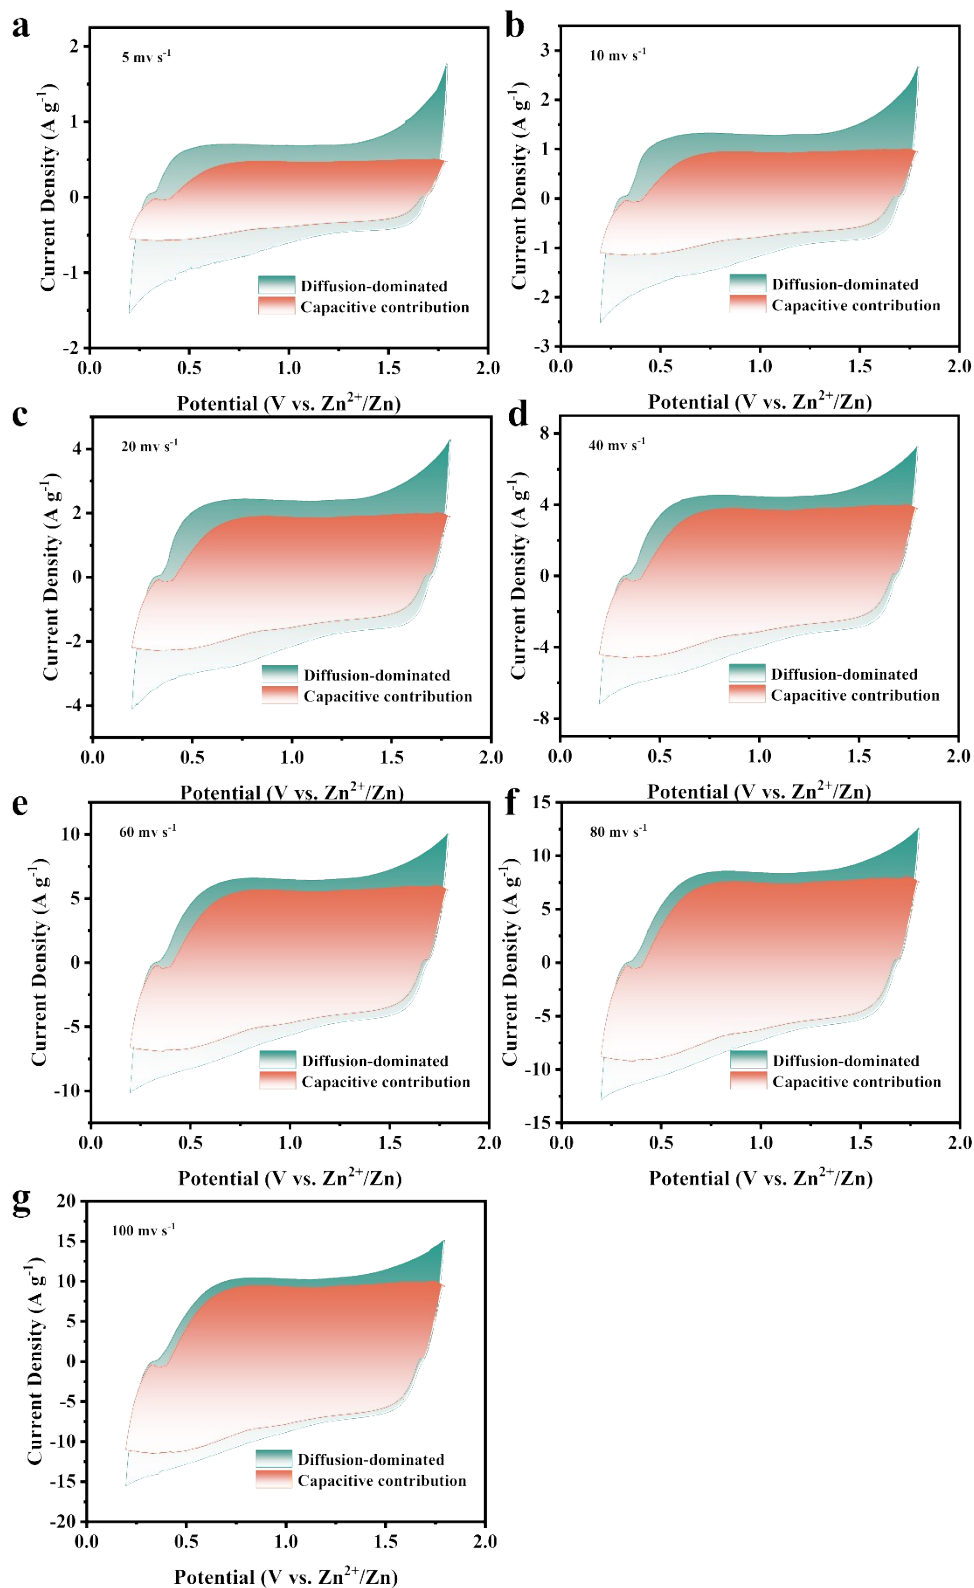 a
2
1
0
-1
-2
0.0 0.5 1.0 1.5 2.0
5 mv s⁻¹
Current Density (A g⁻¹)
Diffusion-dominated
Capacitive contribution
Potential (V vs. Zn²⁺/Zn)
b
3
2
1
0
-1
-2
-3
0.0 0.5 1.0 1.5 2.0
10 mv s⁻¹
Current Density (A g⁻¹)
Diffusion-dominated
Capacitive contribution
Potential (V vs. Zn²⁺/Zn)
c
4
2
0
-2
-4
0.0 0.5 1.0 1.5 2.0
20 mv s⁻¹
Current Density (A g⁻¹)
Diffusion-dominated
Capacitive contribution
Potential (V vs. Zn²⁺/Zn)
d
8
4
0
-4
-8
0.0 0.5 1.0 1.5 2.0
40 mv s⁻¹
Current Density (A g⁻¹)
Diffusion-dominated
Capacitive contribution
Potential (V vs. Zn²⁺/Zn)
e
10
5
0
-5
-10
0.0 0.5 1.0 1.5 2.0
60 mv s⁻¹
Current Density (A g⁻¹)
Diffusion-dominated
Capacitive contribution
Potential (V vs. Zn²⁺/Zn)
f
15
10
5
0
-5
-10
-15
0.0 0.5 1.0 1.5 2.0
80 mv s⁻¹
Current Density (A g⁻¹)
Diffusion-dominated
Capacitive contribution
Potential (V vs. Zn²⁺/Zn)
g
20
15
10
5
0
-5
-10
-15
-20
0.0 0.5 1.0 1.5 2.0
100 mv s⁻¹
Current Density (A g⁻¹)
Diffusion-dominated
Capacitive contribution
Potential (V vs. Zn²⁺/Zn)